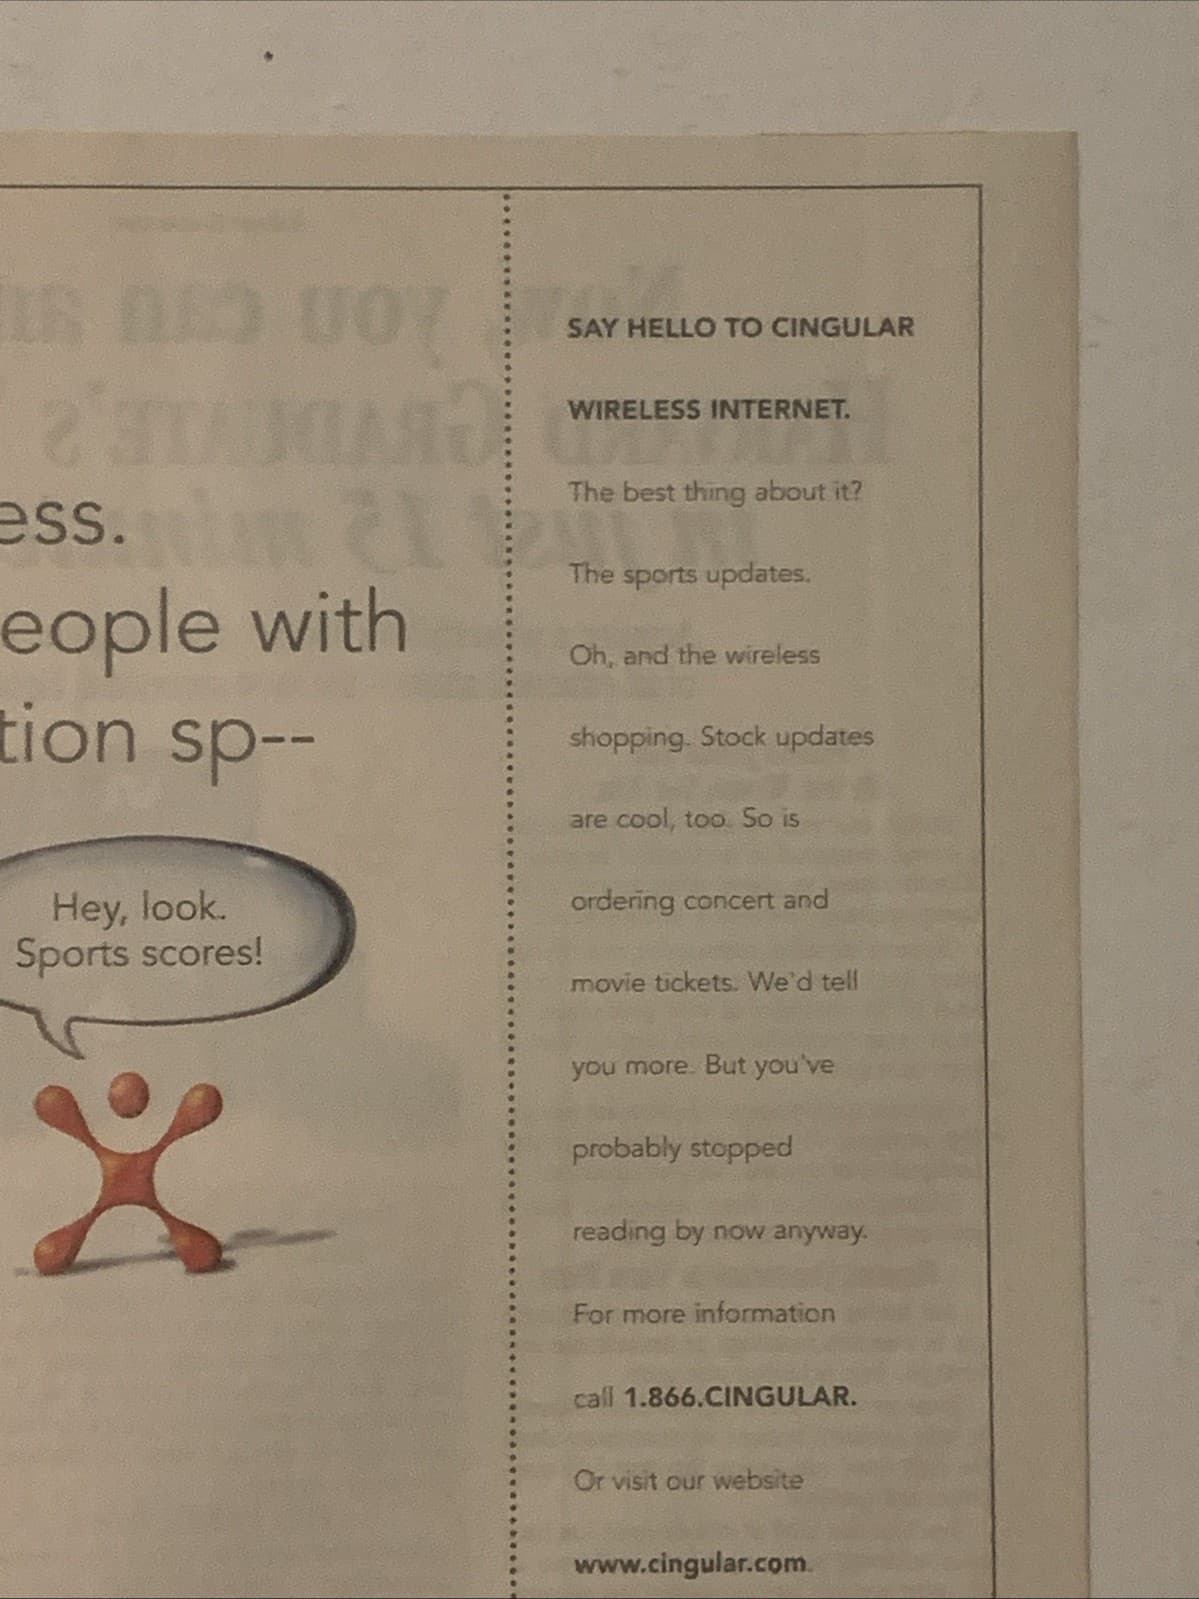 ess.
eople with
tion sp--
Hey, look.
Sports scores!
SAY HELLO TO CINGULAR
WIRELESS INTERNET.
The best thing about it?
The sports updates.
Oh, and the wireless
shopping. Stock updates
are cool, too. So is
ordering concert and
movie tickets. We'd tell
you more. But you've
probably stopped
reading by now anyway.
For more information
call 1.866.CINGULAR.
Or visit our website
www.cingular.com.